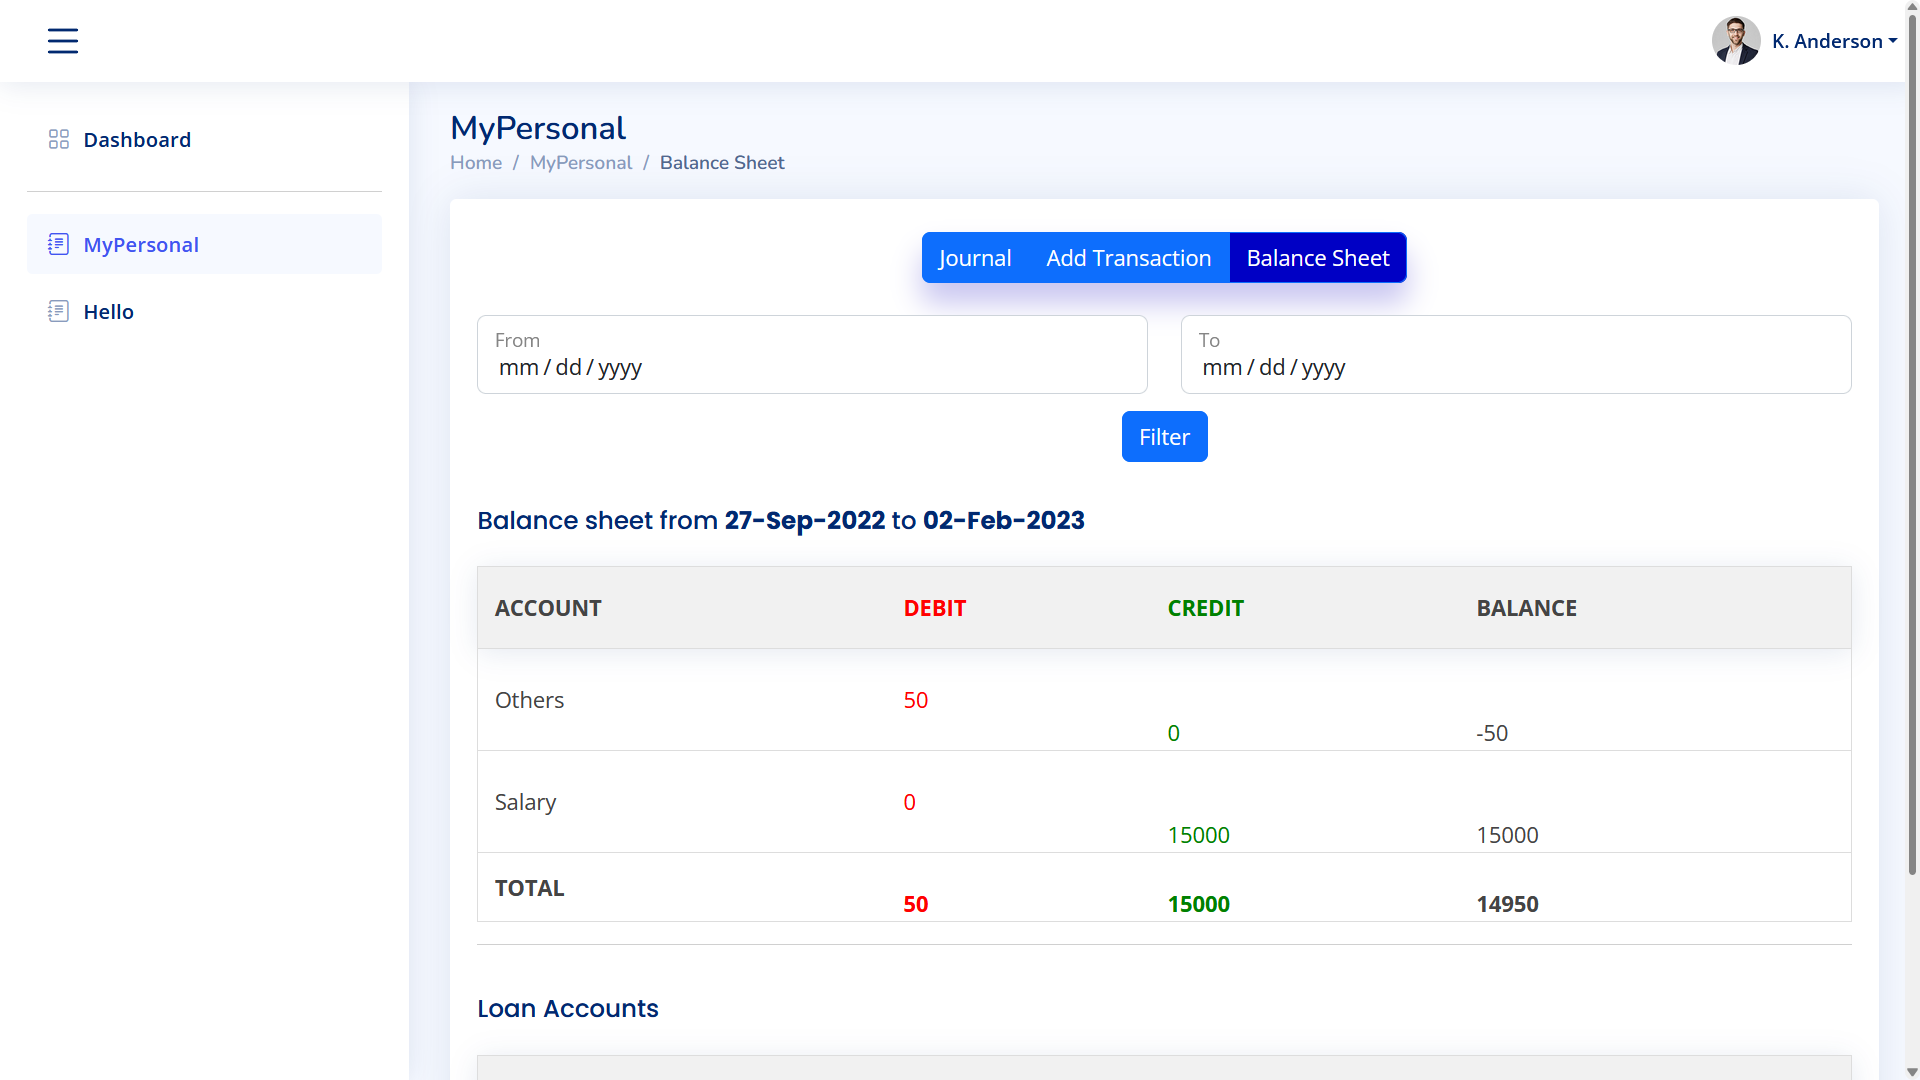 K. Anderson
Dashboard
MyPersonal
Hello
MyPersonal
Home / MyPersonal / Balance Sheet
Journal Add Transaction Balance Sheet
From
mm/dd/yyyy
To
mm/dd/yyyy
Filter
Balance sheet from 27-Sep-2022 to 02-Feb-2023
ACCOUNT DEBIT CREDIT BALANCE
Others 50 0 -50
Salary 0 15000 15000
TOTAL 50 15000 14950
Loan Accounts